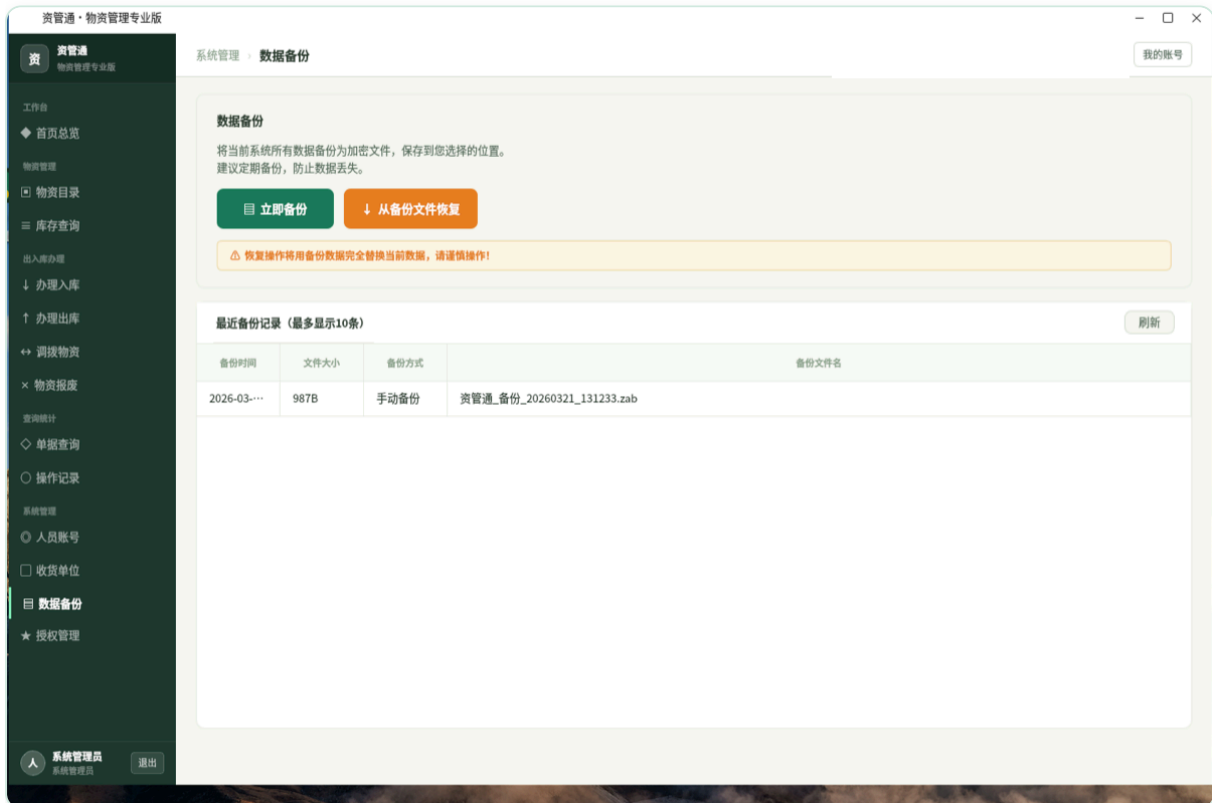 资管通·物资管理专业版
资
资管通
物资管理专业版
系统管理 › 数据备份
我的账号
工作台
首页总览
物资管理
物资目录
库存查询
出入库办理
办理入库
办理出库
调拨物资
物资报废
查询统计
单据查询
操作记录
系统管理
人员账号
收货单位
数据备份
授权管理
人
系统管理员
系统管理员
退出
数据备份
将当前系统所有数据备份为加密文件，保存到您选择的位置。
建议定期备份，防止数据丢失。
立即备份
↓ 从备份文件恢复
⚠ 恢复操作将用备份数据完全替换当前数据，请谨慎操作！
最近备份记录（最多显示10条）
刷新
备份时间 文件大小 备份方式 备份文件名
2026-03-… 987B 手动备份 资管通_备份_20260321_131233.zab